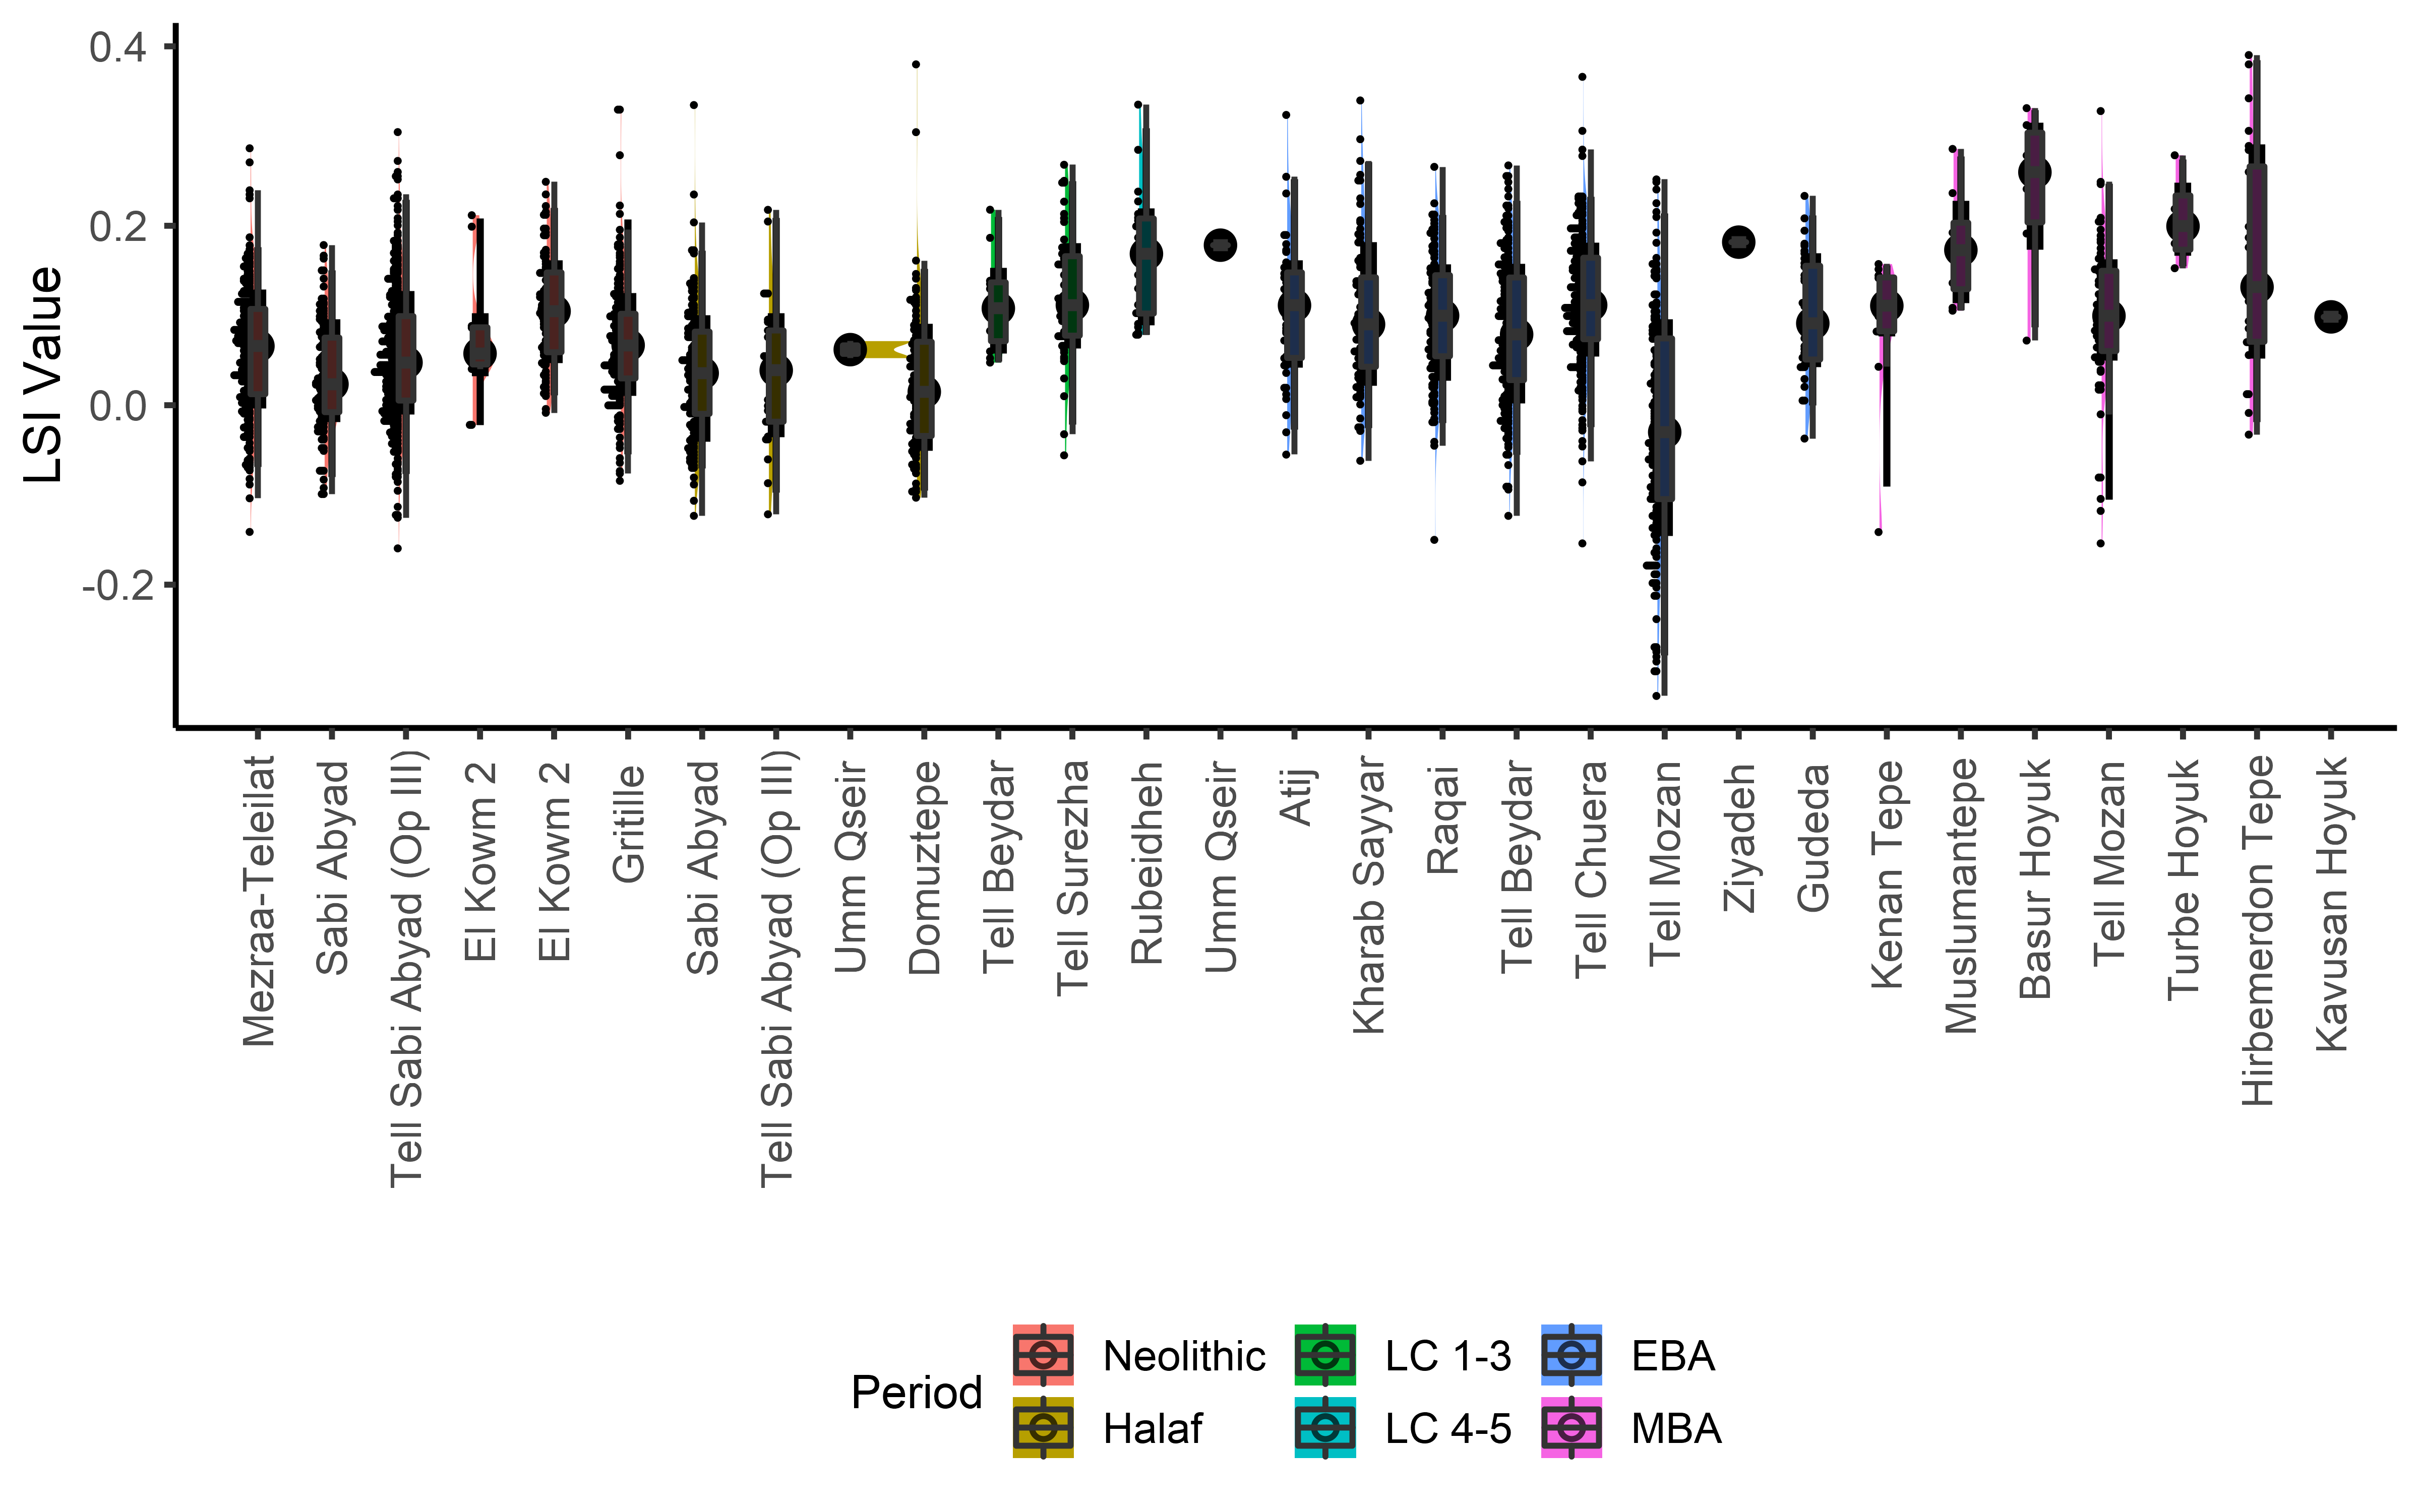 LSI Value
0.4
0.2
0.0
-0.2
Mezraa-Teleilat
Sabi Abyad
Tell Sabi Abyad (Op III)
El Kowm 2
El Kowm 2
Gritille
Sabi Abyad
Tell Sabi Abyad (Op III)
Umm Qseir
Domuztepe
Tell Beydar
Tell Surezha
Rubeidheh
Umm Qseir
Atij
Kharab Sayyar
Raqai
Tell Beydar
Tell Chuera
Tell Mozan
Ziyadeh
Gudeda
Kenan Tepe
Muslumantepe
Basur Hoyuk
Tell Mozan
Turbe Hoyuk
Hirbemerdon Tepe
Kavusan Hoyuk
Period
Neolithic
Halaf
LC 1-3
LC 4-5
EBA
MBA